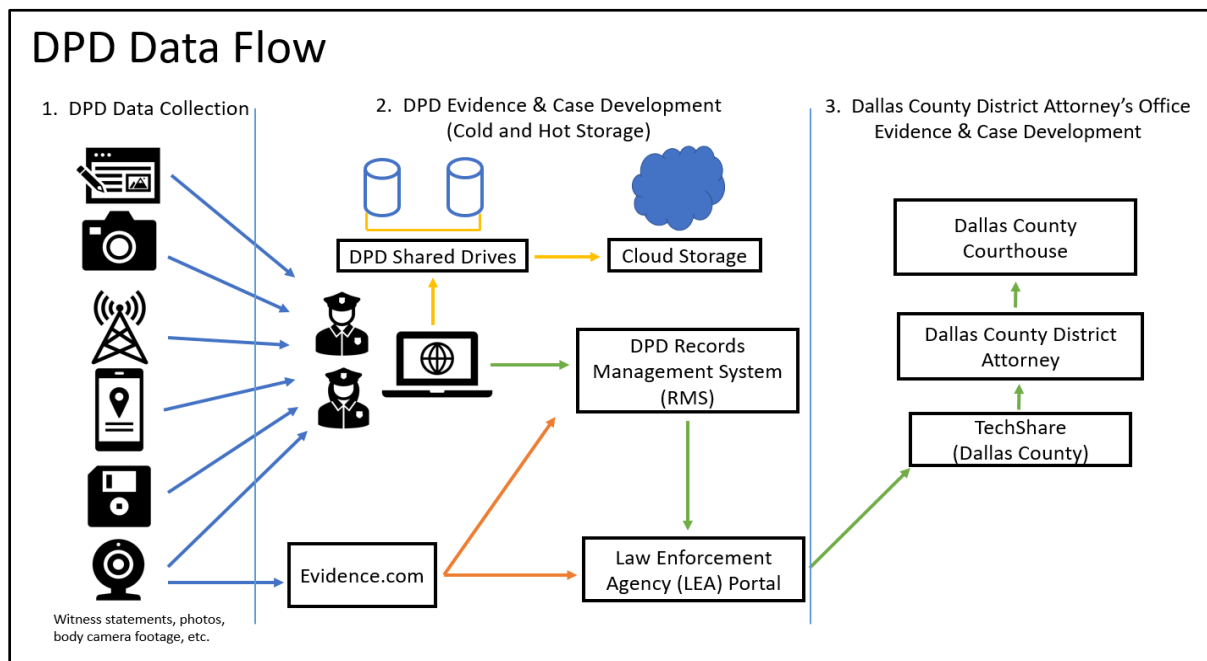 DPD Data Flow
1. DPD Data Collection
2. DPD Evidence & Case Development
(Cold and Hot Storage)
3. Dallas County District Attorney’s Office
Evidence & Case Development
DPD Shared Drives
Cloud Storage
Dallas County
Courthouse
DPD Records
Management System
(RMS)
Dallas County District
Attorney
TechShare
(Dallas County)
Evidence.com
Law Enforcement
Agency (LEA) Portal
Witness statements, photos,
body camera footage, etc.